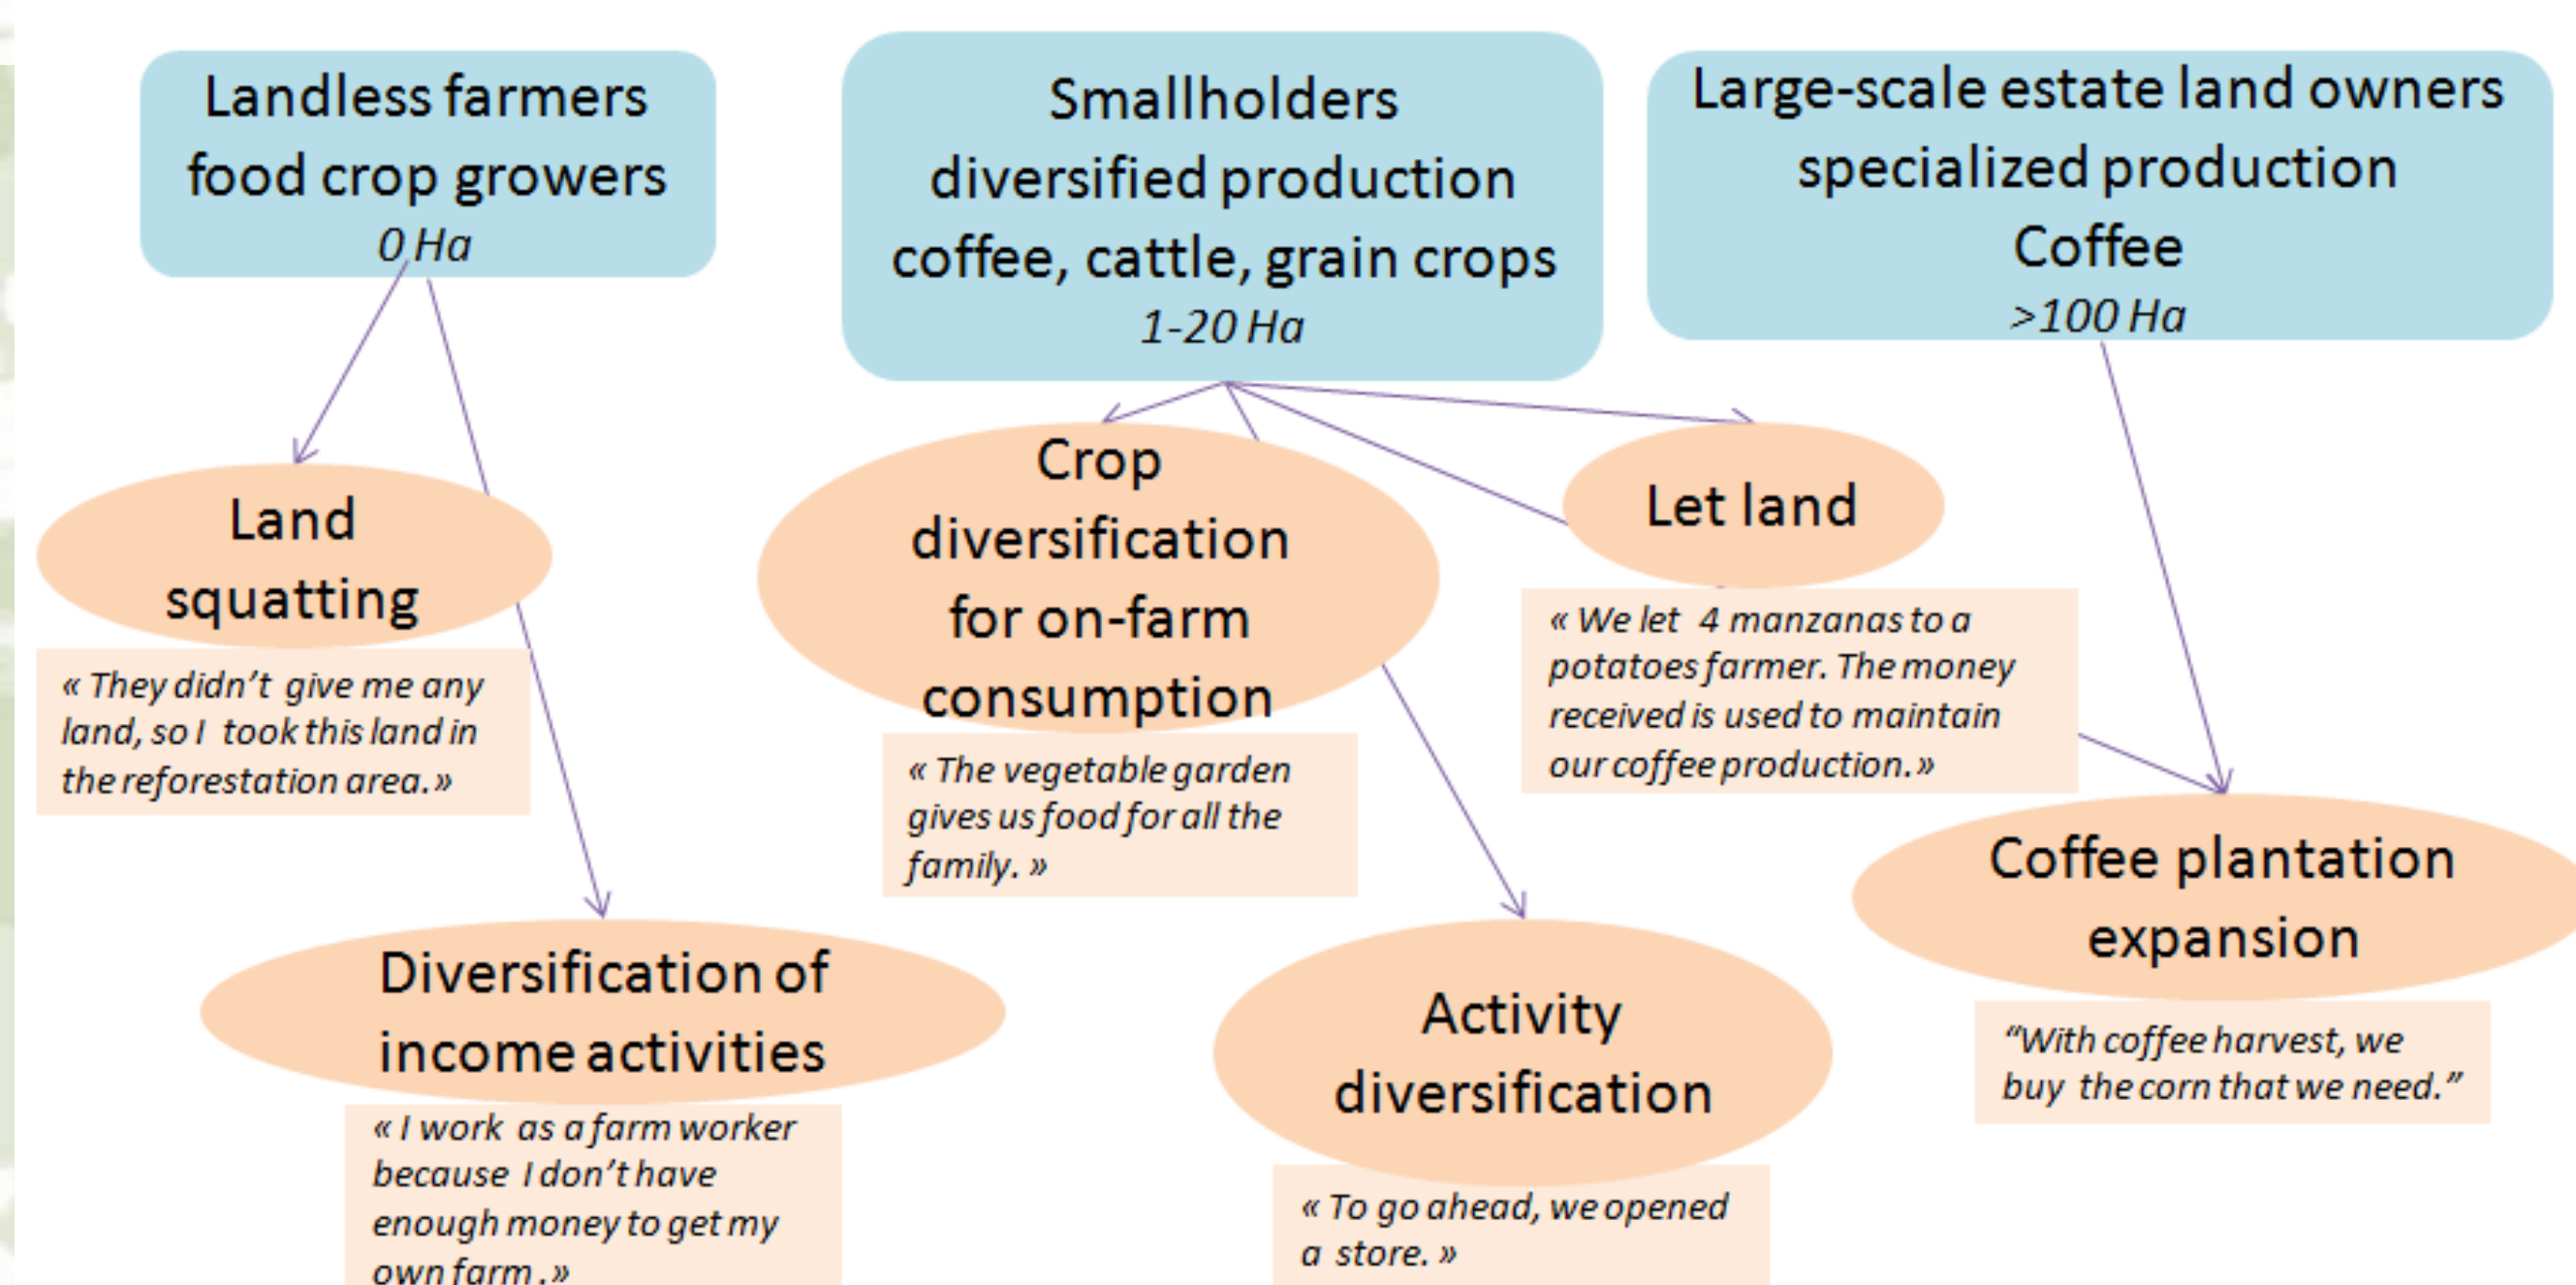 Landless farmers
food crop growers
0 Ha
Smallholders
diversified production
coffee, cattle, grain crops
1-20 Ha
Large-scale estate land owners
specialized production
Coffee
>100 Ha
Land
squatting
« They didn’t give me any
land, so I took this land in
the reforestation area.»
Crop
diversification
for on-farm
consumption
« The vegetable garden
gives us food for all the
family. »
Let land
« We let 4 manzanas to a
potatoes farmer. The money
received is used to maintain
our coffee production.»
Coffee plantation
expansion
“With coffee harvest, we
buy the corn that we need.”
Diversification of
income activities
« I work as a farm worker
because I don’t have
enough money to get my
own farm .»
Activity
diversification
« To go ahead, we opened
a store. »